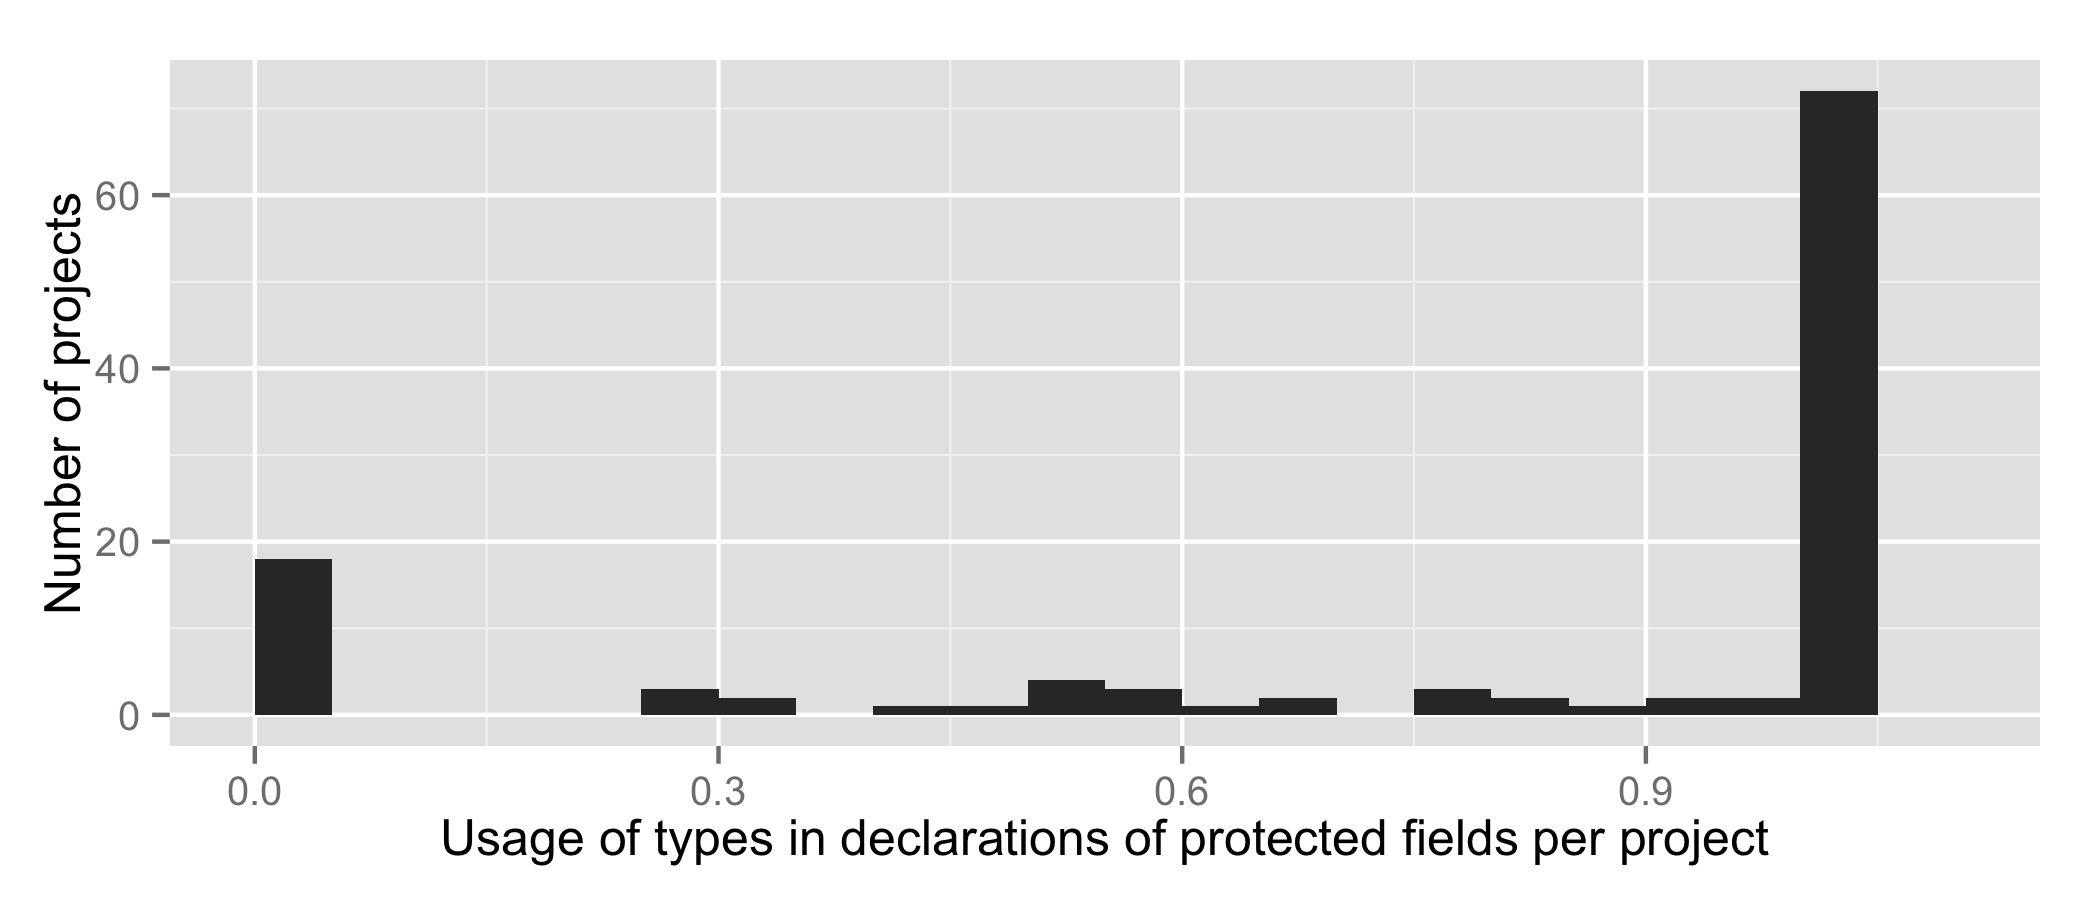 Number of projects
60
40
20
0
0.0 0.3 0.6 0.9
Usage of types in declarations of protected fields per project